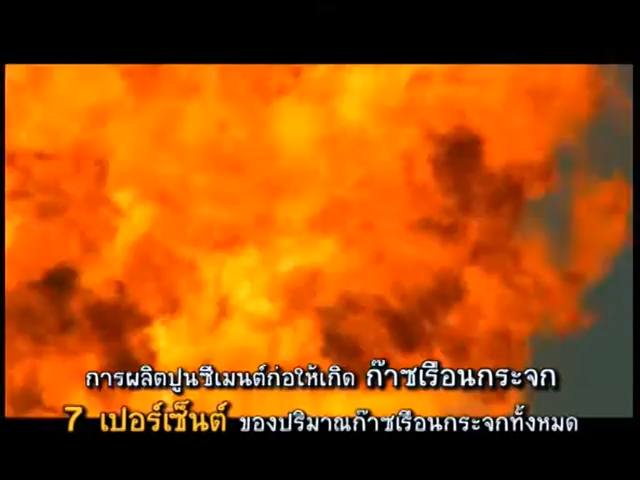 การผลิตปูนซีเมนต์ก่อให้เกิด ก๊าซเรือนกระจก
7 เปอร์เซ็นต์ ของปริมาณก๊าซเรือนกระจกทั้งหมด